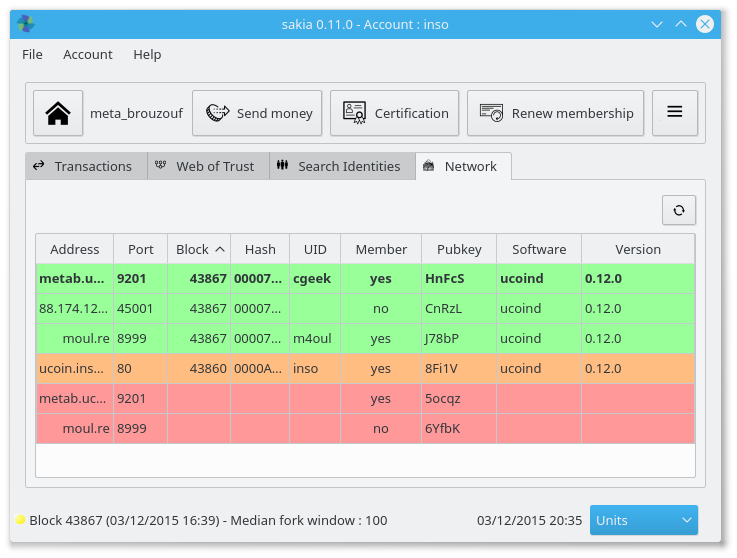 sakia 0.11.0 - Account : inso
File Account Help
meta_brouzouf Send money Certification Renew membership
Transactions Web of Trust Search Identities Network
Address Port Block Hash UID Member Pubkey Software Version
metab.u... 9201 43867 00007... cgeek yes HnFcS ucoind 0.12.0
88.174.12... 45001 43867 00007... no CnRzL ucoind 0.12.0
moul.re 8999 43867 00007... m4oul yes J78bP ucoind 0.12.0
ucoin.ins... 80 43860 0000A... inso yes 8Fi1V ucoind 0.12.0
metab.uc... 9201 yes 5ocqz
moul.re 8999 no 6YfbK
Block 43867 (03/12/2015 16:39) - Median fork window : 100 03/12/2015 20:35 Units